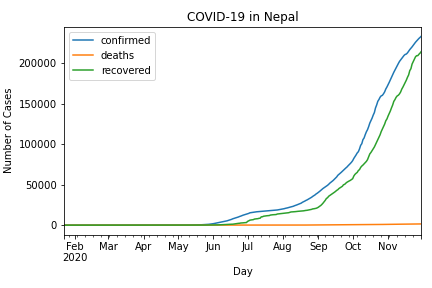 COVID-19 in Nepal
confirmed
deaths
recovered
Number of Cases
200000
150000
100000
50000
0
Feb Mar Apr May Jun Jul Aug Sep Oct Nov
2020
Day